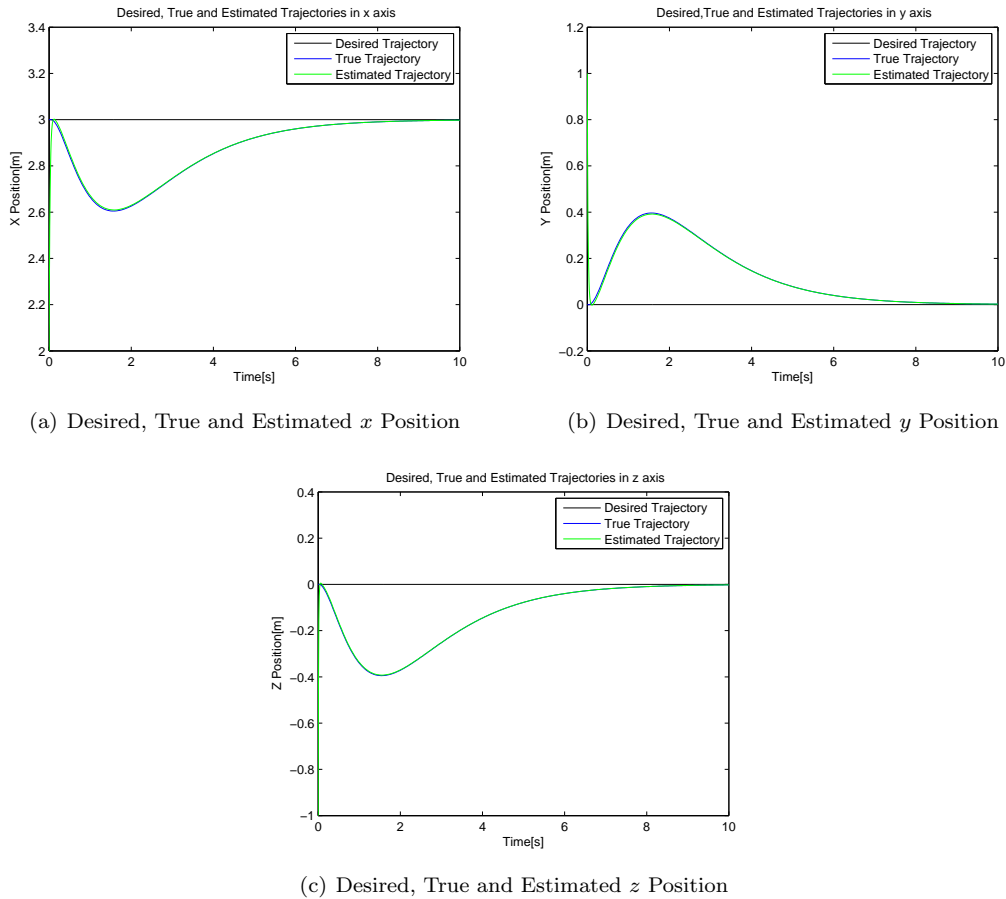 Desired, True and Estimated Trajectories in x axis
3.4
3.2
3
2.8
2.6
2.4
2.2
2
X Position[m]
Desired Trajectory
True Trajectory
Estimated Trajectory
0
2
4
6
8
10
Time[s]
(a) Desired, True and Estimated x Position
Desired,True and Estimated Trajectories in y axis
1.2
1
0.8
0.6
0.4
0.2
0
−0.2
Y Position[m]
Desired Trajectory
True Trajectory
Estimated Trajectory
0
2
4
6
8
10
Time[s]
(b) Desired, True and Estimated y Position
Desired, True and Estimated Trajectories in z axis
0.4
0.2
0
−0.2
−0.4
−0.6
−0.8
−1
Z Position[m]
Desired Trajectory
True Trajectory
Estimated Trajectory
0
2
4
6
8
10
Time[s]
(c) Desired, True and Estimated z Position